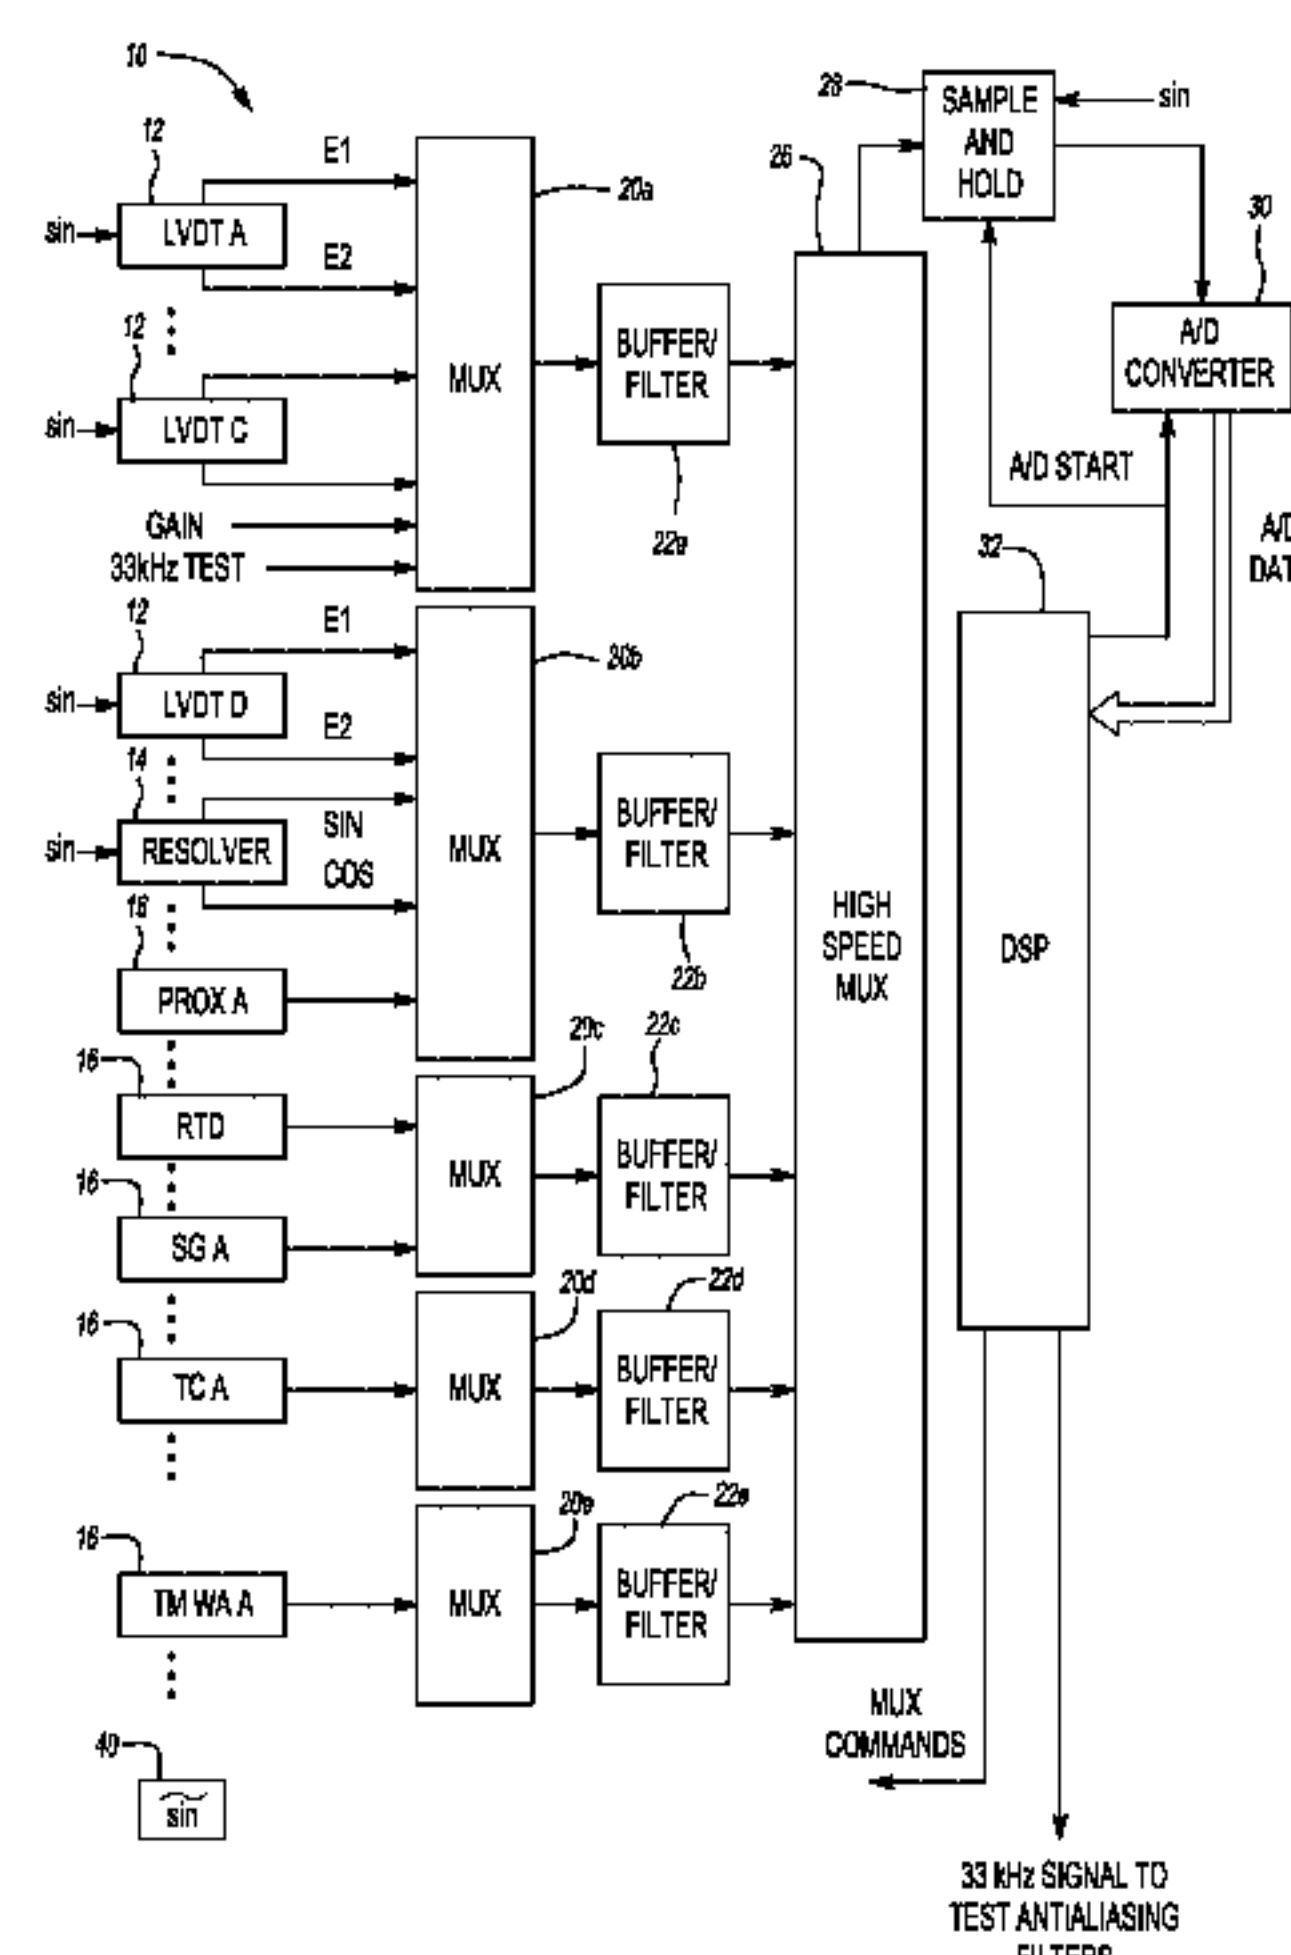 10
12
E1
sin
LVDT A
E2
20a
12
sin
LVDT C
GAIN
33kHz TEST
MUX
BUFFER/
FILTER
22a
12
E1
sin
LVDT D
E2
20b
14
sin
RESOLVER
SIN
COS
16
PROX A
MUX
BUFFER/
FILTER
22b
16
RTD
16
SG A
20c
MUX
22c
BUFFER/
FILTER
16
TC A
20d
MUX
22d
BUFFER/
FILTER
16
TM WA A
20e
MUX
22e
BUFFER/
FILTER
40
sin
26
HIGH
SPEED
MUX
28
SAMPLE
AND
HOLD
sin
30
A/D
CONVERTER
A/D START
A/D
32
DSP
MUX
COMMANDS
33 kHz SIGNAL TO
TEST ANTIALIASING
FILTERS